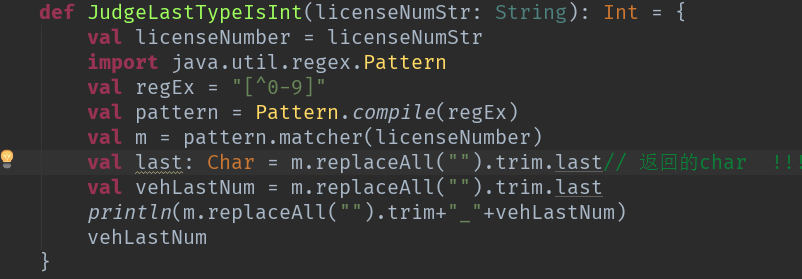 def JudgeLastTypeIsInt(licenseNumStr: String): Int = {
val licenseNumber = licenseNumStr
import java.util.regex.Pattern
val regEx = "[^0-9]"
val pattern = Pattern.compile(regEx)
val m = pattern.matcher(licenseNumber)
val last: Char = m.replaceAll("").trim.last// 返回的char !!!
val vehLastNum = m.replaceAll("").trim.last
println(m.replaceAll("").trim+"_"+vehLastNum)
vehLastNum
}